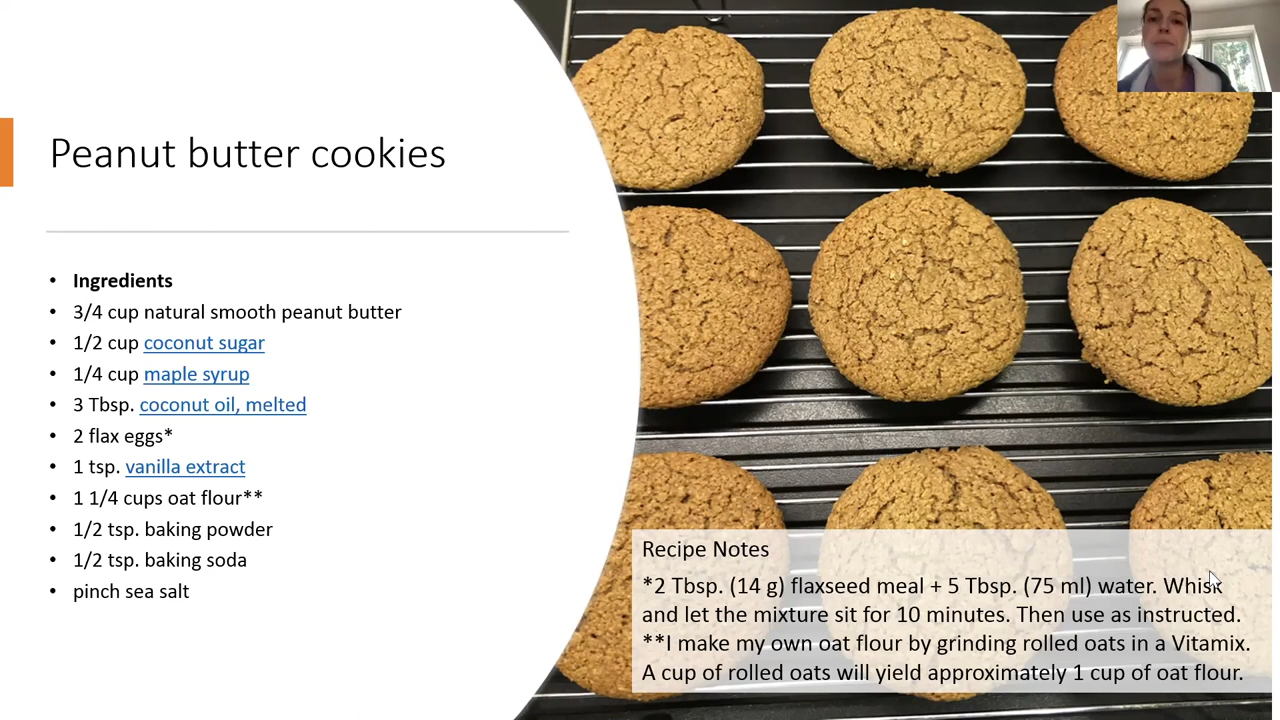 Peanut butter cookies
• Ingredients
• 3/4 cup natural smooth peanut butter
• 1/2 cup coconut sugar
• 1/4 cup maple syrup
• 3 Tbsp. coconut oil, melted
• 2 flax eggs*
• 1 tsp. vanilla extract
• 1 1/4 cups oat flour**
• 1/2 tsp. baking powder
• 1/2 tsp. baking soda
• pinch sea salt
Recipe Notes
*2 Tbsp. (14 g) flaxseed meal + 5 Tbsp. (75 ml) water. Whisk
and let the mixture sit for 10 minutes. Then use as instructed.
**I make my own oat flour by grinding rolled oats in a Vitamix.
A cup of rolled oats will yield approximately 1 cup of oat flour.